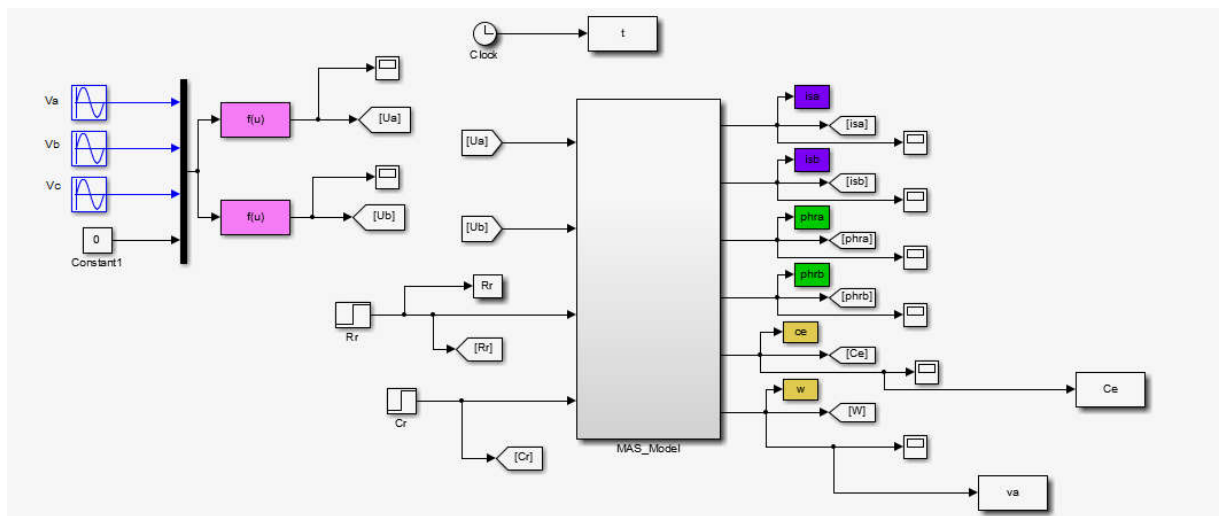 t
Clock
Va
f(u)
[Ua]
Vb
Vc
f(u)
[Ub]
0
Constant1
[Ua]
[Ub]
Rr
Rr
[Rr]
Cr
[Cr]
MAS_Model
isa
[isa]
isb
[isb]
phra
[phra]
phrb
[phrb]
ce
[Ce]
Ce
w
[W]
va